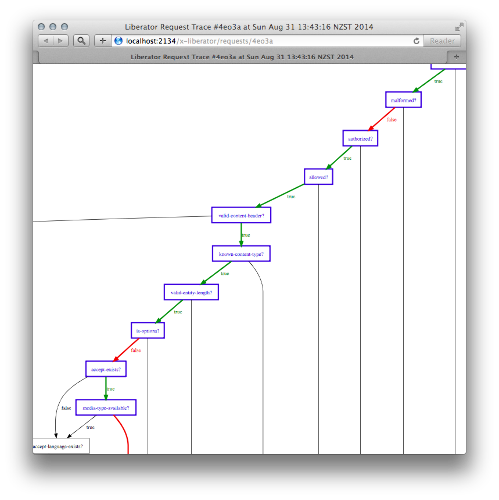 Liberator Request Trace #4eo3a at Sun Aug 31 13:43:16 NZST 2014
localhost:2134/x-liberator/requests/4eo3a
Reader
Liberator Request Trace #4eo3a at Sun Aug 31 13:43:16 NZST 2014
true
malformed?
false
authorized?
true
allowed?
true
valid-content-header?
true
known-content-type?
true
valid-entity-length?
true
is-options?
false
accept-exists?
true
false
media-type-available?
true
accept-language-exists?